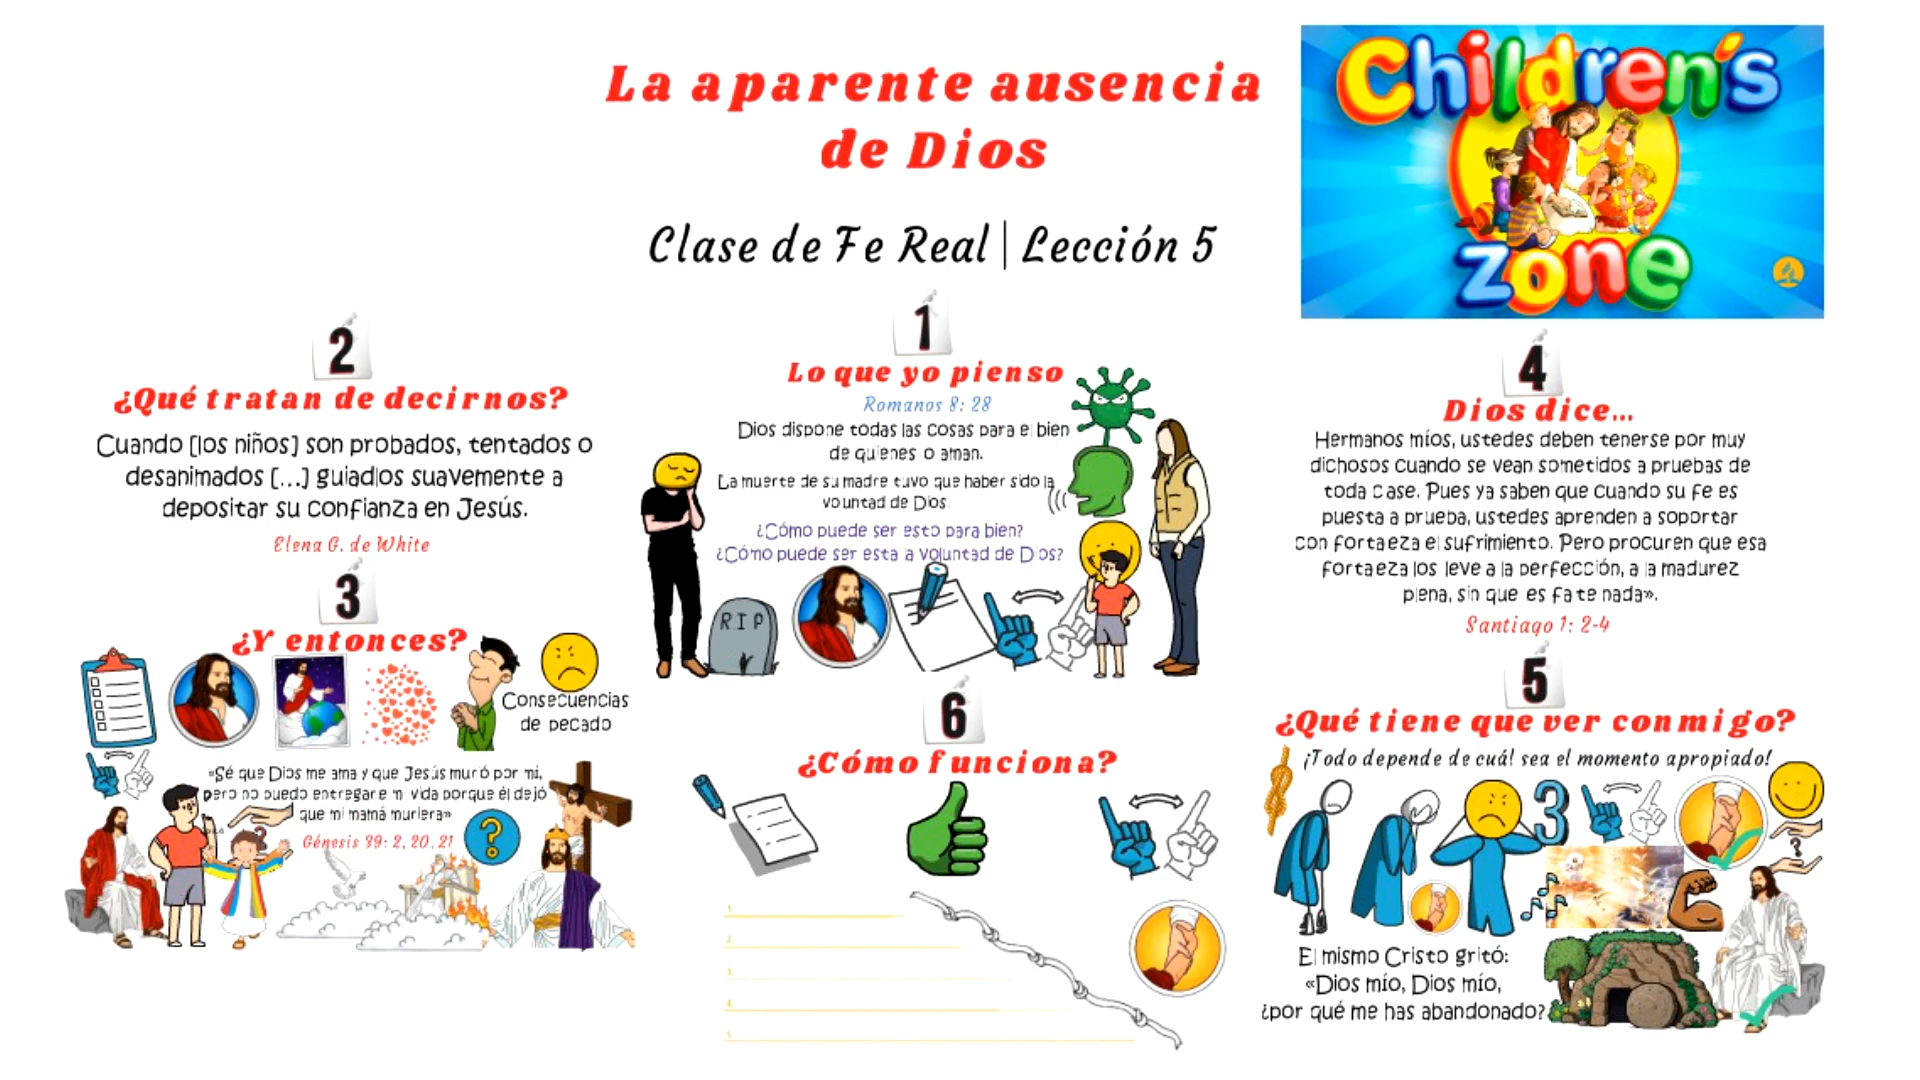 La aparente ausencia
de Dios
Children's
zone
Clase de Fe Real | Lección 5
1
Lo que yo pienso
Romanos 8: 28
Dios dispone todas las cosas para el bien
de quienes o aman.
La muerte de su madre tuvo que haber sido la
voluntad de Dios
¿Cómo puede ser esto para bien?
¿Cómo puede ser esta a voluntad de Dios?
RIP
2
¿Qué tratan de decirnos?
Cuando [los niños] son probados, tentados o
desanimados [...] guiadlos suavemente a
depositar su confianza en Jesús.
Elena G. de White
3
¿Y entonces?
Consecuencias
de pecado
«Sé que Dios me ama y que Jesús murió por mí,
pero no puedo entregarle mi vida porque él dejó
que mi mamá muriera»
Génesis 39: 2, 20, 21
?
?
4
Dios dice...
Hermanos míos, ustedes deben tenerse por muy
dichosos cuando se vean sometidos a pruebas de
toda clase. Pues ya saben que cuando su fe es
puesta a prueba, ustedes aprenden a soportar
con fortaleza el sufrimiento. Pero procuren que esa
fortaleza los lleve a la perfección, a la madurez
plena, sin que les falte nada».
Santiago 1: 2-4
5
¿Qué tiene que ver conmigo?
¡Todo depende de cuál sea el momento apropiado!
3
?
El mismo Cristo gritó:
«Dios mío, Dios mío,
¿por qué me has abandonado?
6
¿Cómo funciona?
1.
2.
3.
4.
5.